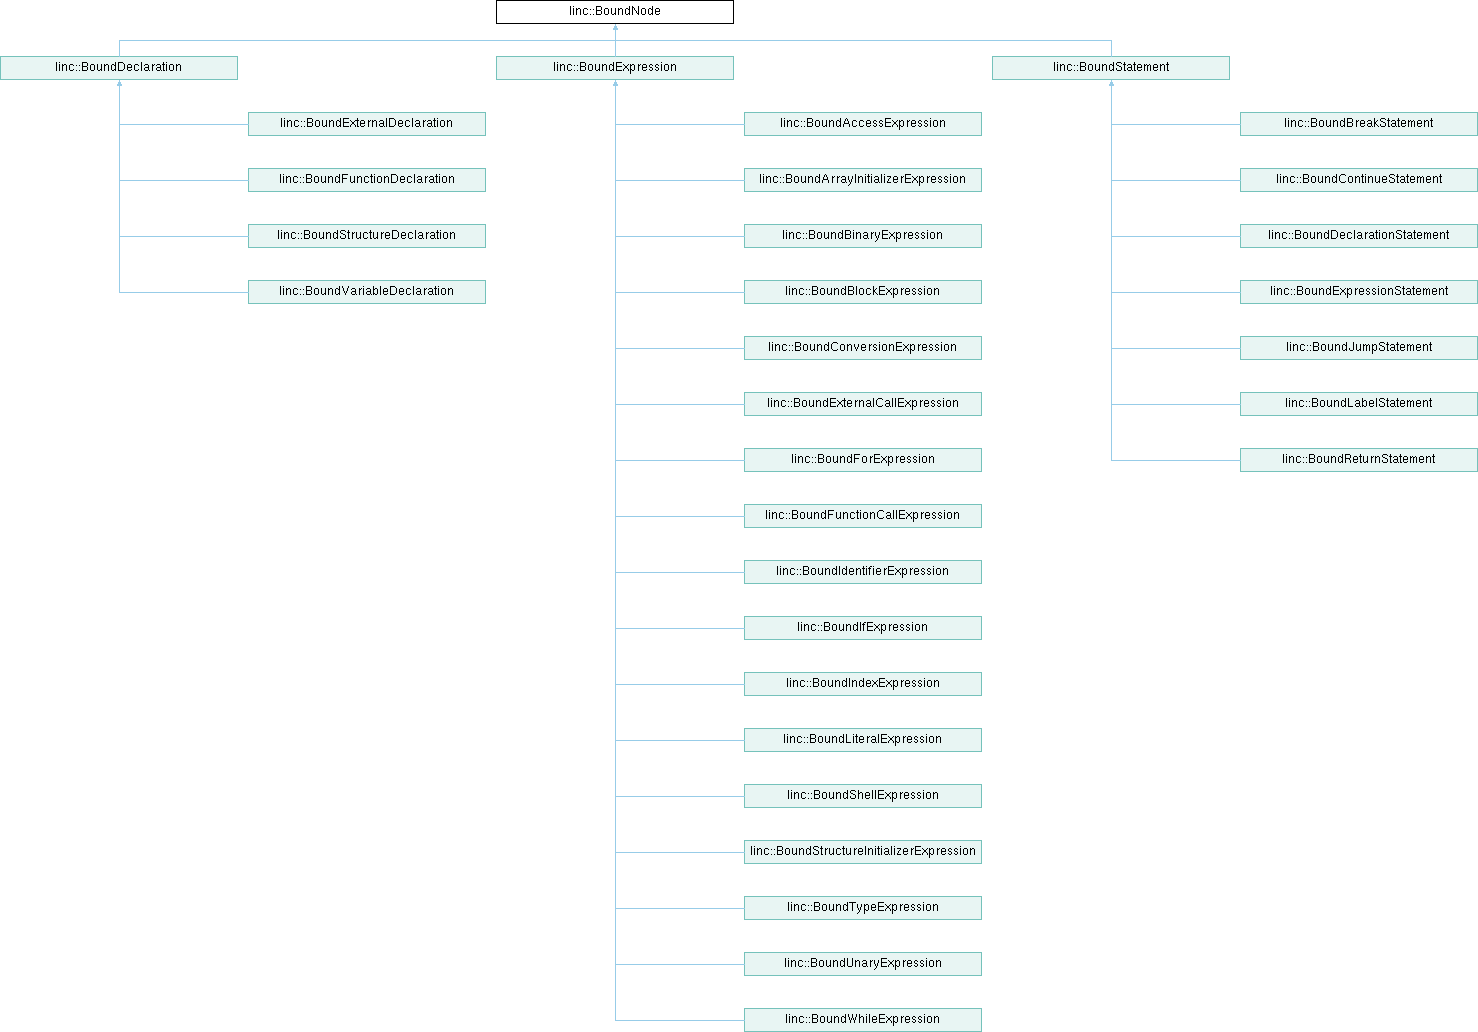 linc::BoundNode
linc::BoundDeclaration
linc::BoundExpression
linc::BoundStatement
linc::BoundExternalDeclaration
linc::BoundAccessExpression
linc::BoundBreakStatement
linc::BoundFunctionDeclaration
linc::BoundArrayInitializerExpression
linc::BoundContinueStatement
linc::BoundStructureDeclaration
linc::BoundBinaryExpression
linc::BoundDeclarationStatement
linc::BoundVariableDeclaration
linc::BoundBlockExpression
linc::BoundExpressionStatement
linc::BoundConversionExpression
linc::BoundJumpStatement
linc::BoundExternalCallExpression
linc::BoundLabelStatement
linc::BoundForExpression
linc::BoundReturnStatement
linc::BoundFunctionCallExpression
linc::BoundIdentifierExpression
linc::BoundIfExpression
linc::BoundIndexExpression
linc::BoundLiteralExpression
linc::BoundShellExpression
linc::BoundStructureInitializerExpression
linc::BoundTypeExpression
linc::BoundUnaryExpression
linc::BoundWhileExpression